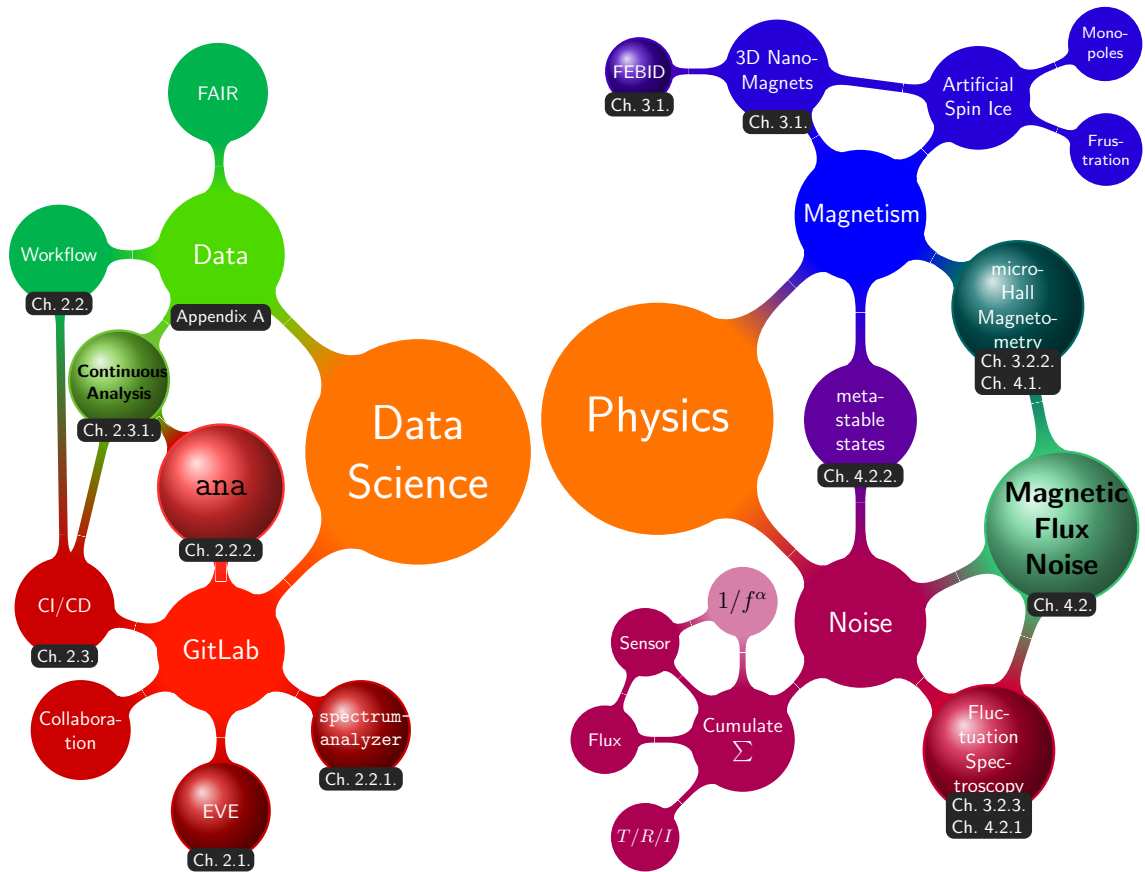 FAIR
Data
Appendix A
Workflow
Ch. 2.2.
Continuous
Analysis
Ch. 2.3.1.
ana
Ch. 2.2.2.
Data
Science
CI/CD
Ch. 2.3.
GitLab
Collabora-
tion
EVE
Ch. 2.1.
spectrum-
analyzer
Ch. 2.2.1.
FEBID
Ch. 3.1.
3D Nano-
Magnets
Ch. 3.1.
Artificial
Spin Ice
Mono-
poles
Frus-
tration
Magnetism
micro-
Hall
Magneto-
metry
Ch. 3.2.2.
Ch. 4.1.
Physics
meta-
stable
states
Ch. 4.2.2.
Magnetic
Flux
Noise
Ch. 4.2.
Noise
1/f^α
Sensor
Flux
Cumulate
∑
T/R/I
Fluc-
tuation
Spec-
troscopy
Ch. 3.2.3.
Ch. 4.2.1